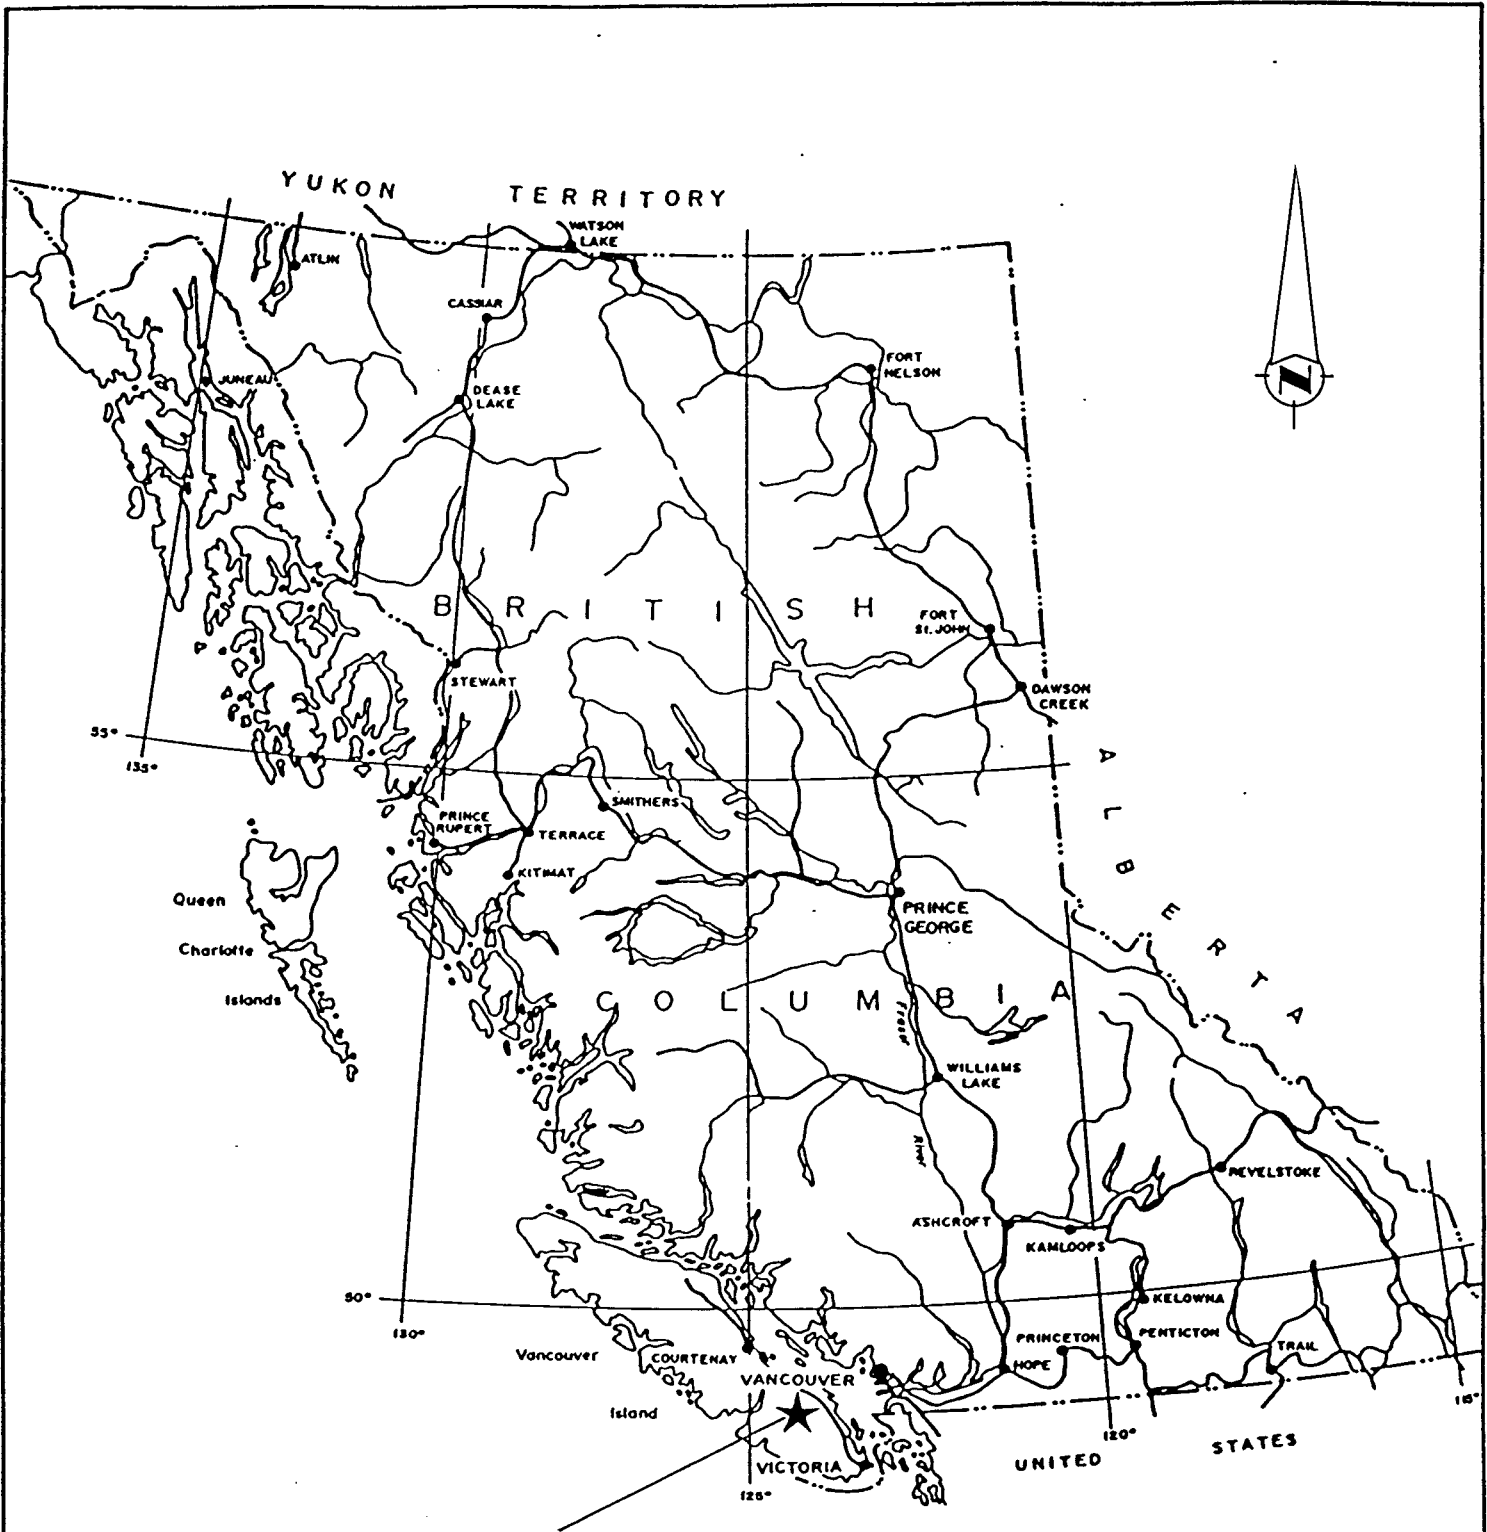 YUKON TERRITORY
WATSON
LAKE
ATLIN
CASSIAR
JUNEAU
DEASE
LAKE
FORT
NELSON
N
BRITISH
FORT
St. JOHN
STEWART
DAWSON
CREEK
55°
135°
ALBERTA
SMITHERS
PRINCE
RUPERT
TERRACE
KITIMAT
Queen
Charlotte
Islands
PRINCE
GEORGE
COLUMBIA
Fraser
River
WILLIAMS
LAKE
REVELSTOKE
ASHCROFT
KAMLOOPS
50°
130°
KELOWNA
PRINCETON
PENTICTON
TRAIL
HOPE
Vancouver
Island
COURTENAY
VANCOUVER
VICTORIA
125°
120°
115°
UNITED STATES